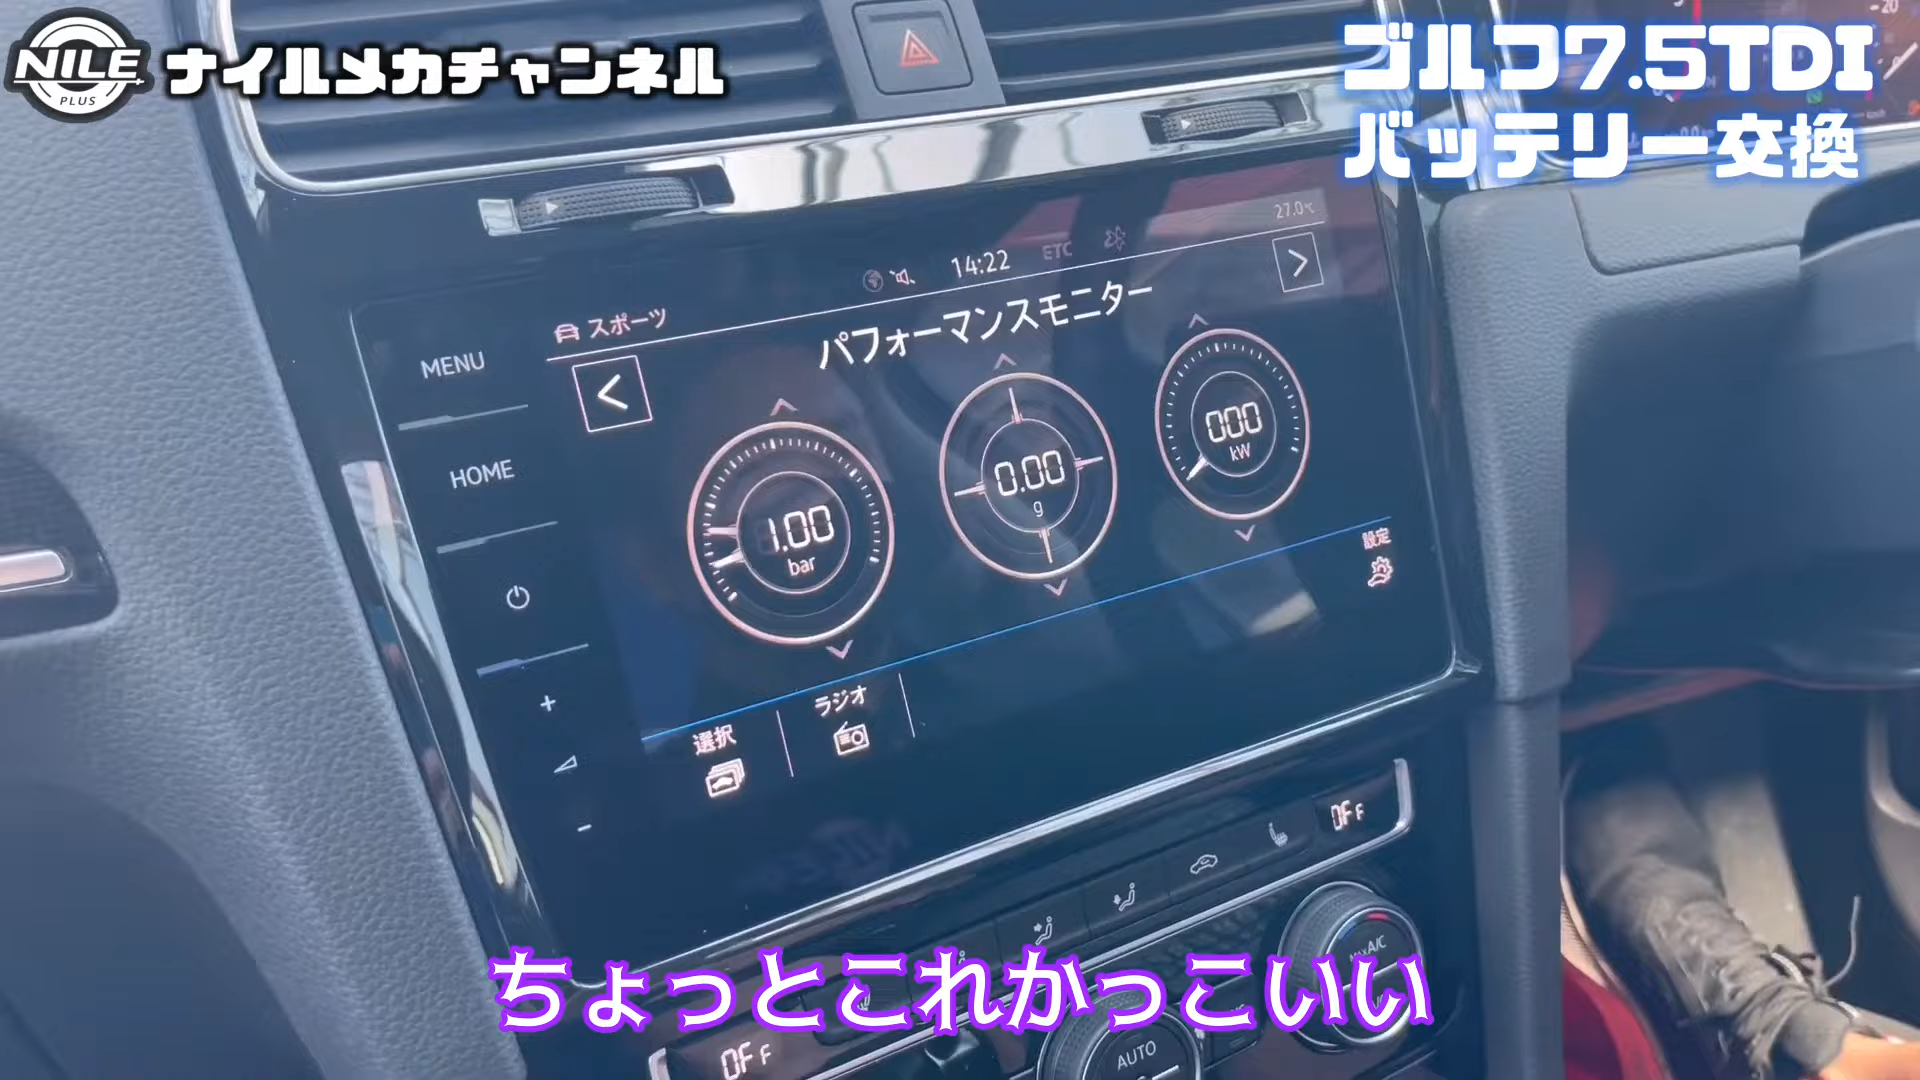 NILE
PLUS
ナイルメカチャンネル
ゴルフ7.5TDI
バッテリー交換
27.0℃
14:22
ETC
スポーツ
パフォーマンスモニター
MENU
HOME
1.00
bar
0.00
g
000
kW
設定
選択
ラジオ
OFF
MAX A/C
ちょっとこれかっこいい
OFF
AUTO